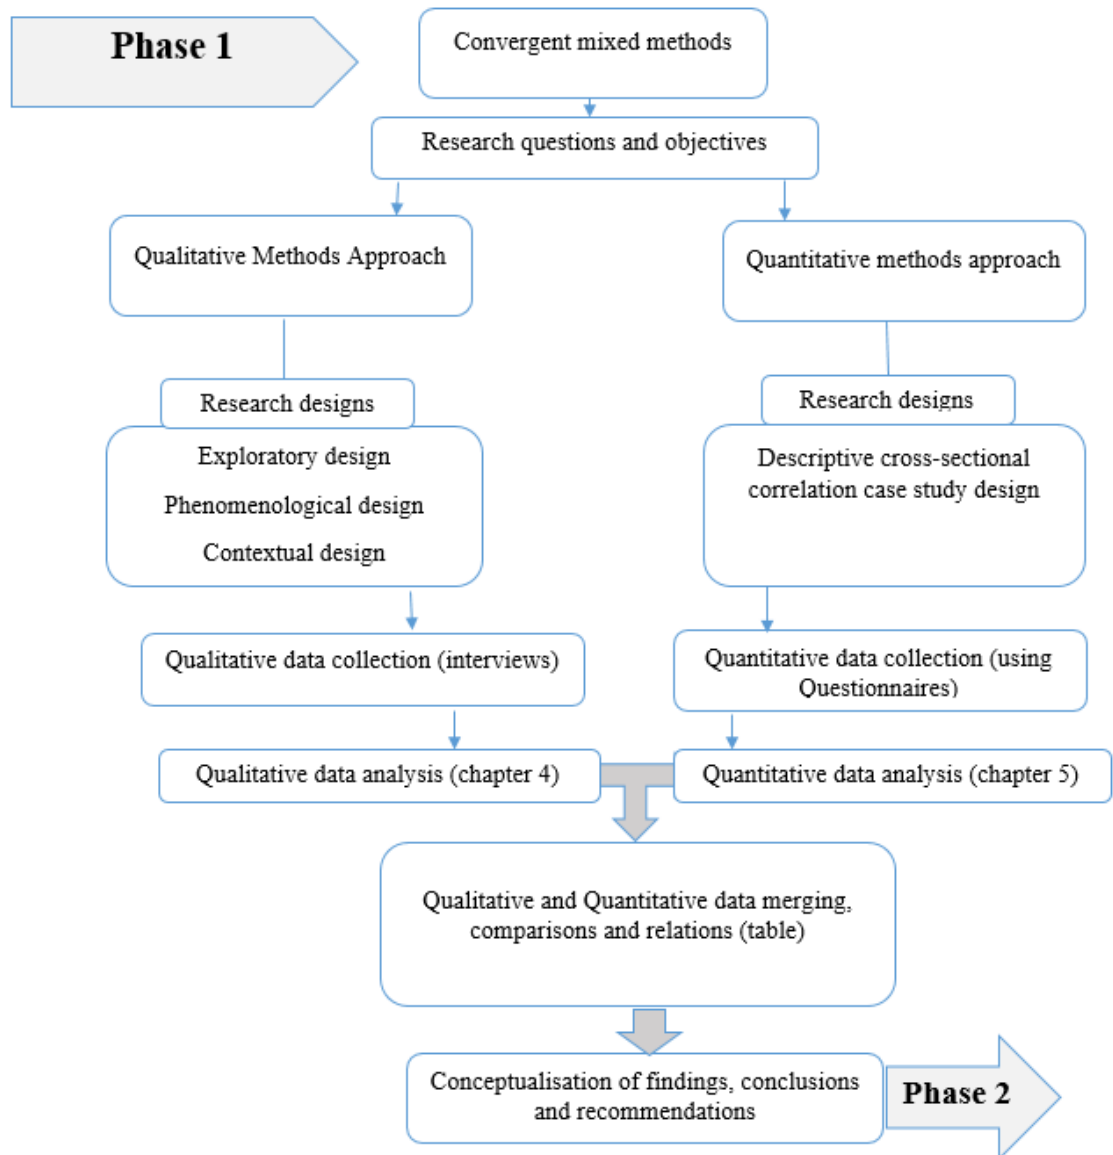 Phase 1
Convergent mixed methods
Research questions and objectives
Qualitative Methods Approach
Quantitative methods approach
Research designs
Research designs
Exploratory design
Phenomenological design
Contextual design
Descriptive cross-sectional
correlation case study design
Qualitative data collection (interviews)
Quantitative data collection (using
Questionnaires)
Qualitative data analysis (chapter 4)
Quantitative data analysis (chapter 5)
Qualitative and Quantitative data merging,
comparisons and relations (table)
Conceptualisation of findings, conclusions
and recommendations
Phase 2